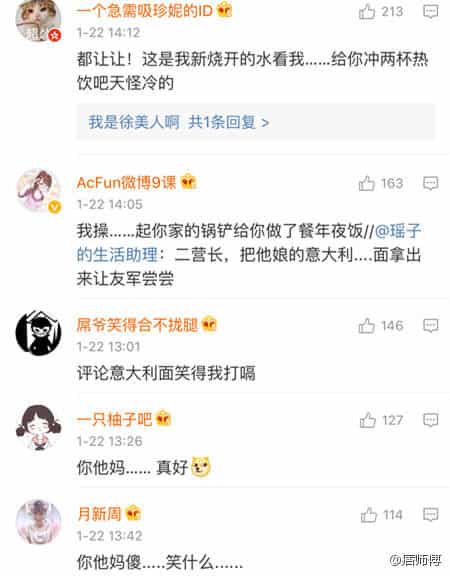 一个急需吸珍妮的ID
213
1-22 14:12
都让让！这是我新烧开的水看我……给你冲两杯热
饮吧天怪冷的
我是徐美人啊 共1条回复 >
AcFun微博9课
163
1-22 14:05
我操……起你家的锅铲给你做了餐年夜饭//@瑶子
的生活助理：二营长，把他娘的意大利....面拿出
来让友军尝尝
屌爷笑得合不拢腿
146
1-22 13:01
评论意大利面笑得我打嗝
一只柚子吧
127
1-22 13:26
你他妈…… 真好
月新周
114
1-22 13:42
你他妈傻.....笑什么......
@唐师傅